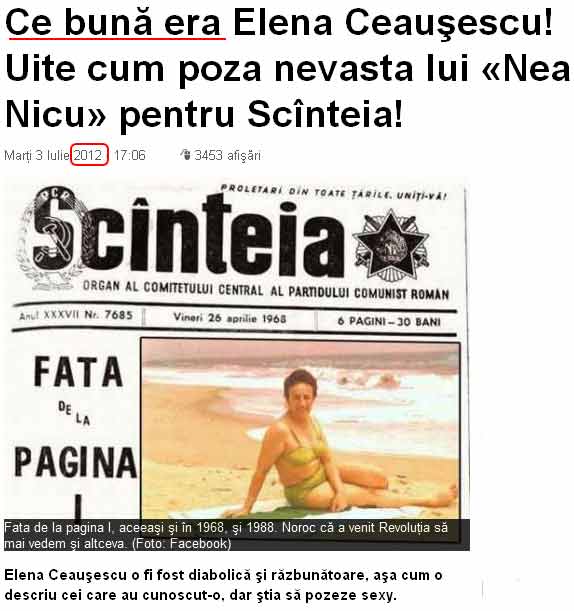 Ce bună era Elena Ceauşescu!
Uite cum poza nevasta lui «Nea
Nicu» pentru Scînteia!
Marţi 3 Iulie 2012 17:06 3453 afişări
PROLETARI DIN TOATE ŢĂRILE, UNIŢI-VĂ!
PCR
Scînteia
ORGAN AL COMITETULUI CENTRAL AL PARTIDULUI COMUNIST ROMÂN
Anul XXXVII Nr. 7685 Vineri 26 aprilie 1968 6 PAGINI - 30 BANI
FATA
DE LA
PAGINA
I
Fata de la pagina I, aceeaşi şi în 1968, şi 1988. Noroc că a venit Revoluţia să
mai vedem şi altceva. (Foto: Facebook)
Elena Ceauşescu o fi fost diabolică şi răzbunătoare, aşa cum o
descriu cei care au cunoscut-o, dar ştia să pozeze sexy.